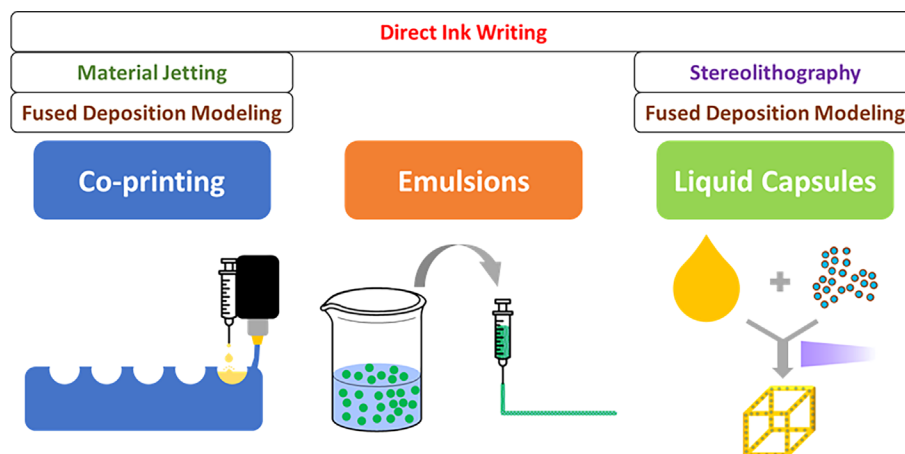 Direct Ink Writing
Material Jetting
Stereolithography
Fused Deposition Modeling
Fused Deposition Modeling
Co-printing
Emulsions
Liquid Capsules